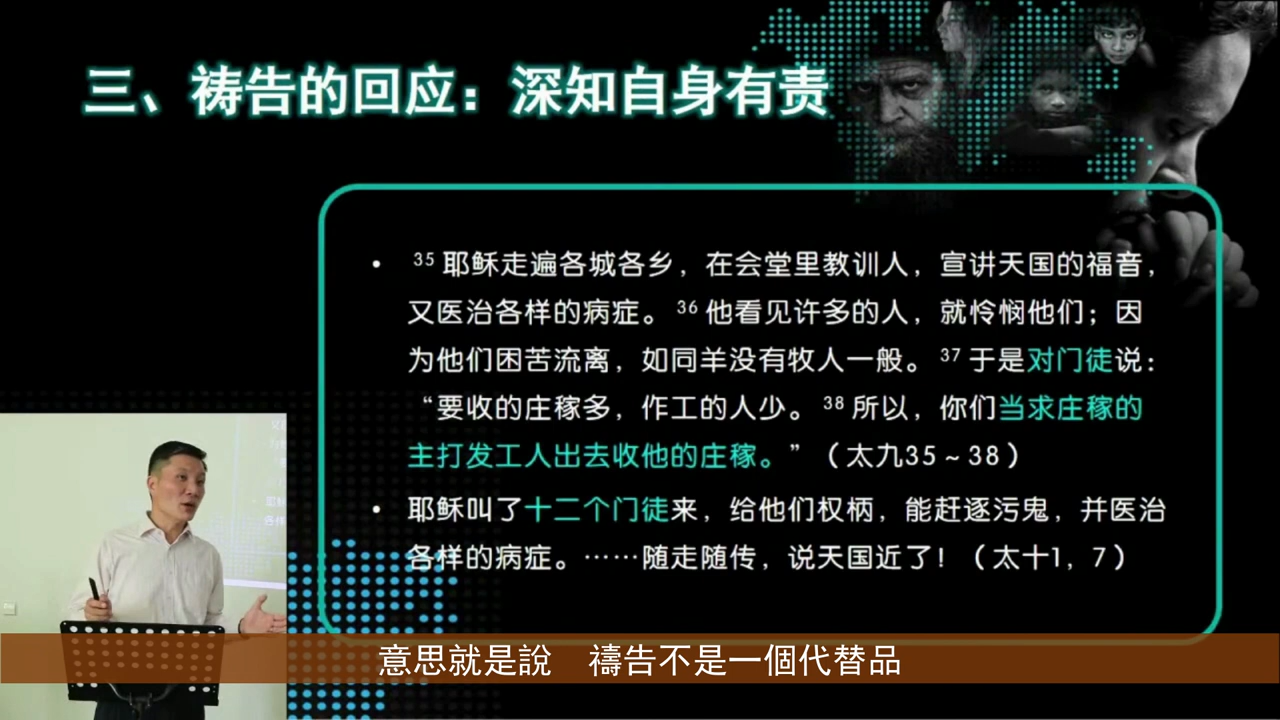 三、祷告的回应：深知自身有责
• ³⁵耶稣走遍各城各乡，在会堂里教训人，宣讲天国的福音，
又医治各样的病症。³⁶他看见许多的人，就怜悯他们；因
为他们困苦流离，如同羊没有牧人一般。³⁷于是对门徒说：
“要收的庄稼多，作工的人少。³⁸所以，你们当求庄稼的
主打发工人出去收他的庄稼。”（太九35～38）
• 耶稣叫了十二个门徒来，给他们权柄，能赶逐污鬼，并医治
各样的病症。……随走随传，说天国近了！（太十1，7）
意思就是說　禱告不是一個代替品